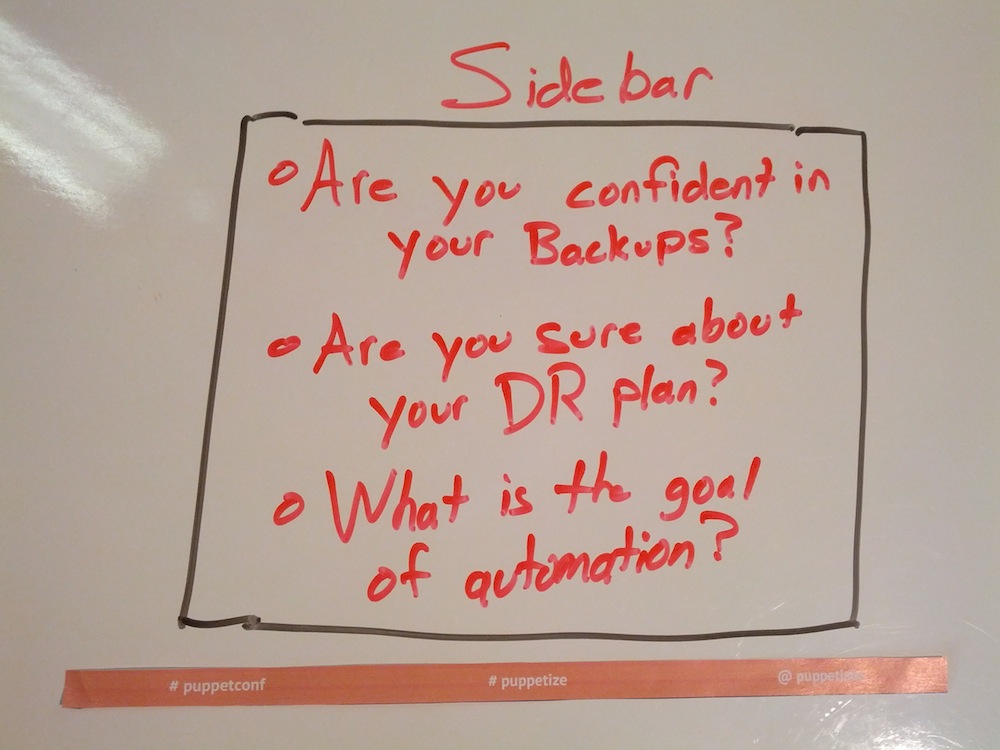 Sidebar
Are you confident in
your Backups?
Are you sure about
your DR plan?
What is the goal
of automation?
# puppetconf # puppetize